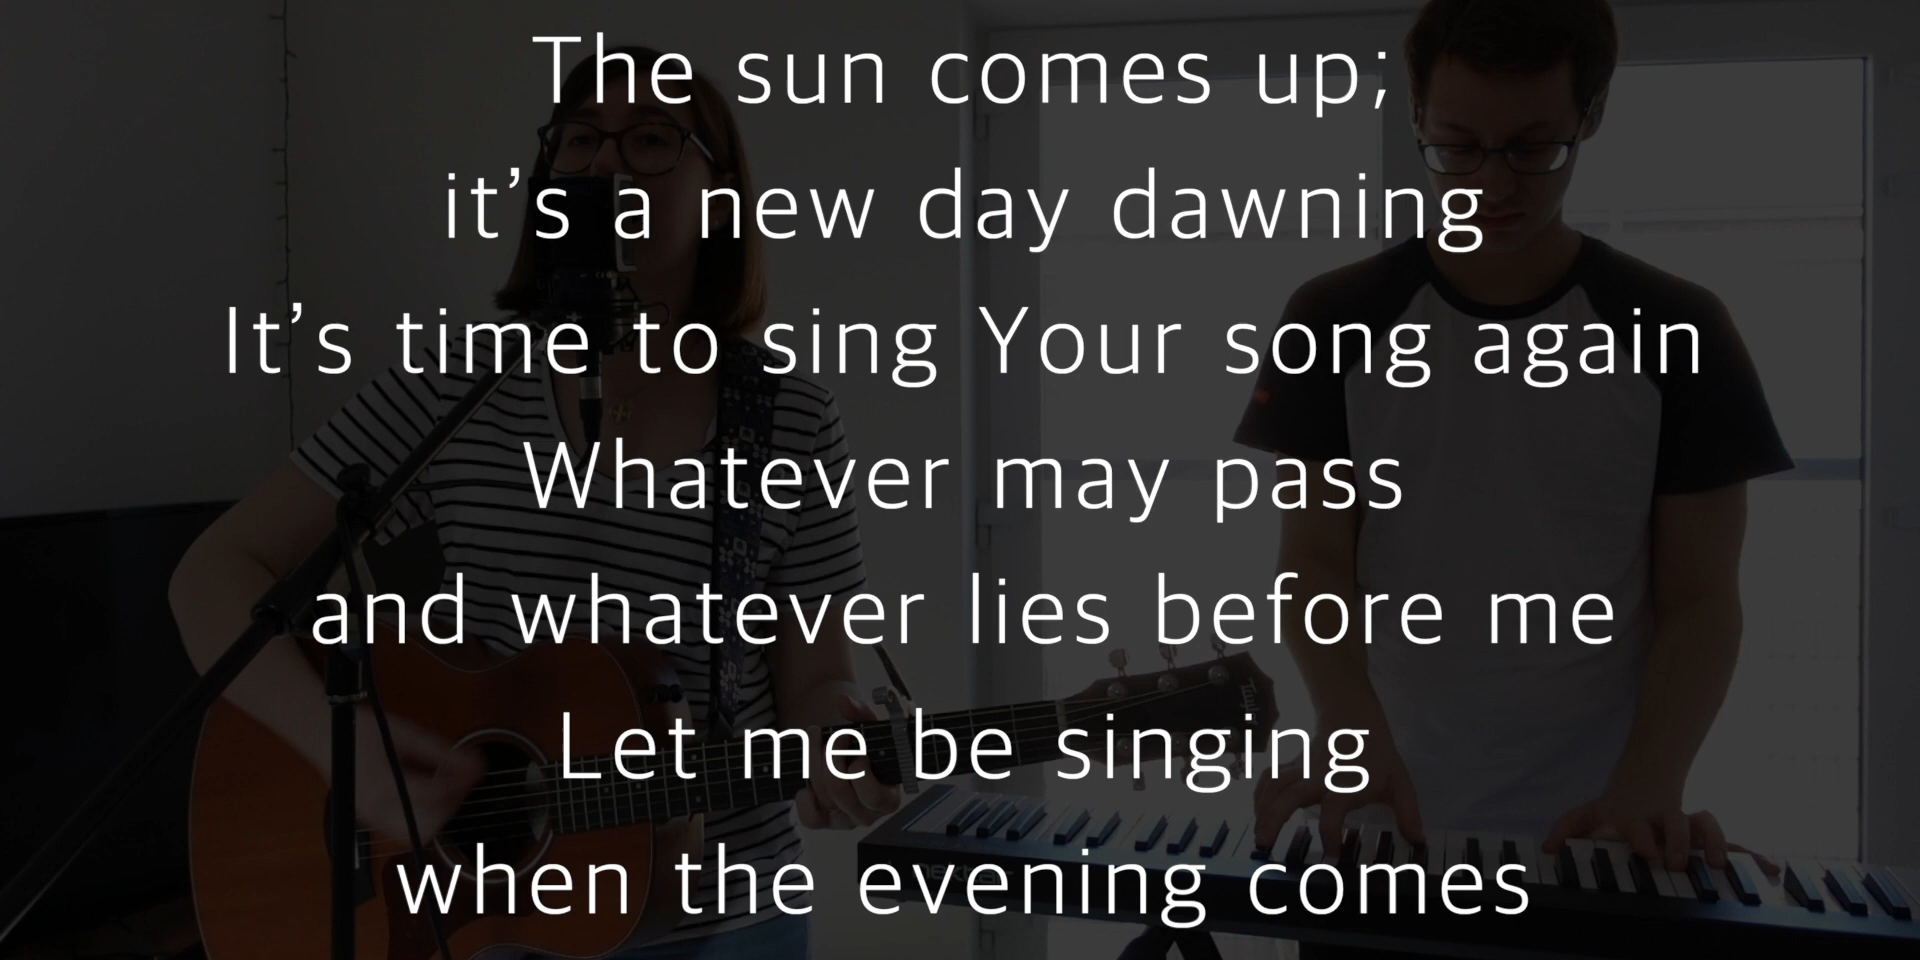 The sun comes up;
it’s a new day dawning
It’s time to sing Your song again
Whatever may pass
and whatever lies before me
Let me be singing
when the evening comes